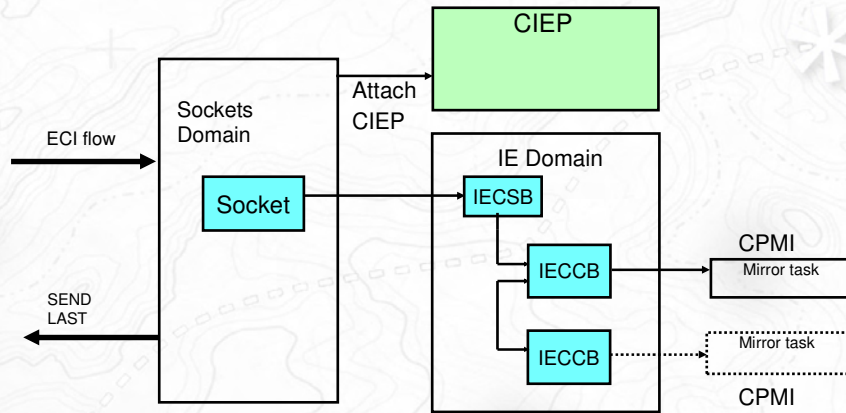 CIEP
Attach
CIEP
Sockets
Domain
ECI flow
IE Domain
Socket
IECSB
CPMI
IECCB
Mirror task
SEND
LAST
IECCB
Mirror task
CPMI